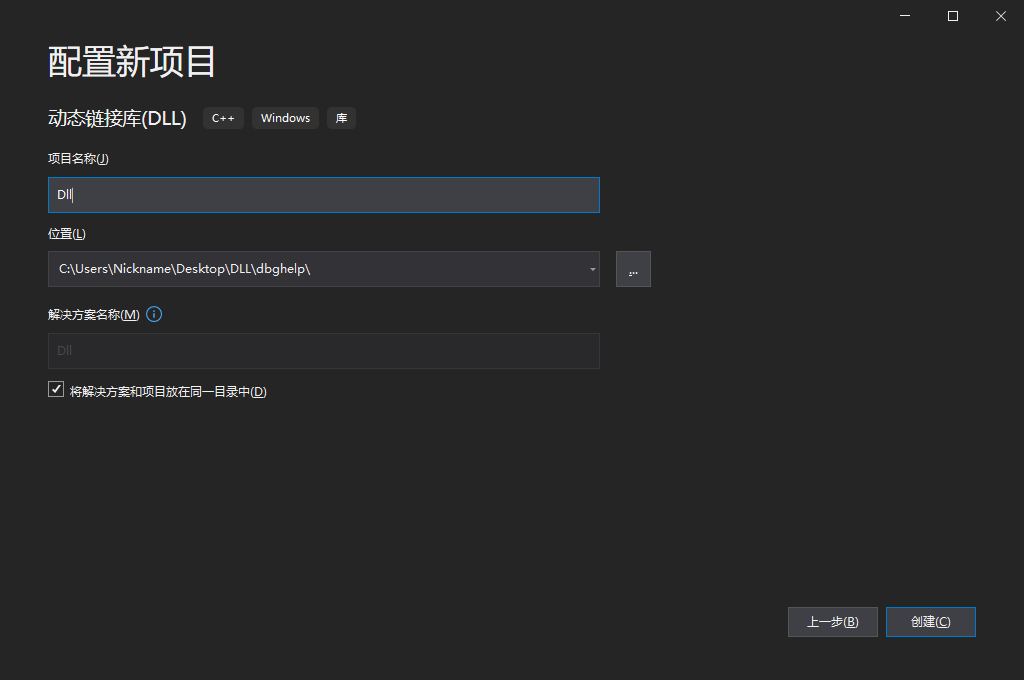 配置新项目
动态链接库(DLL) C++ Windows 库
项目名称(J)
Dll
位置(L)
C:\Users\Nickname\Desktop\DLL\dbghelp\
...
解决方案名称(M)
Dll
将解决方案和项目放在同一目录中(D)
上一步(B) 创建(C)